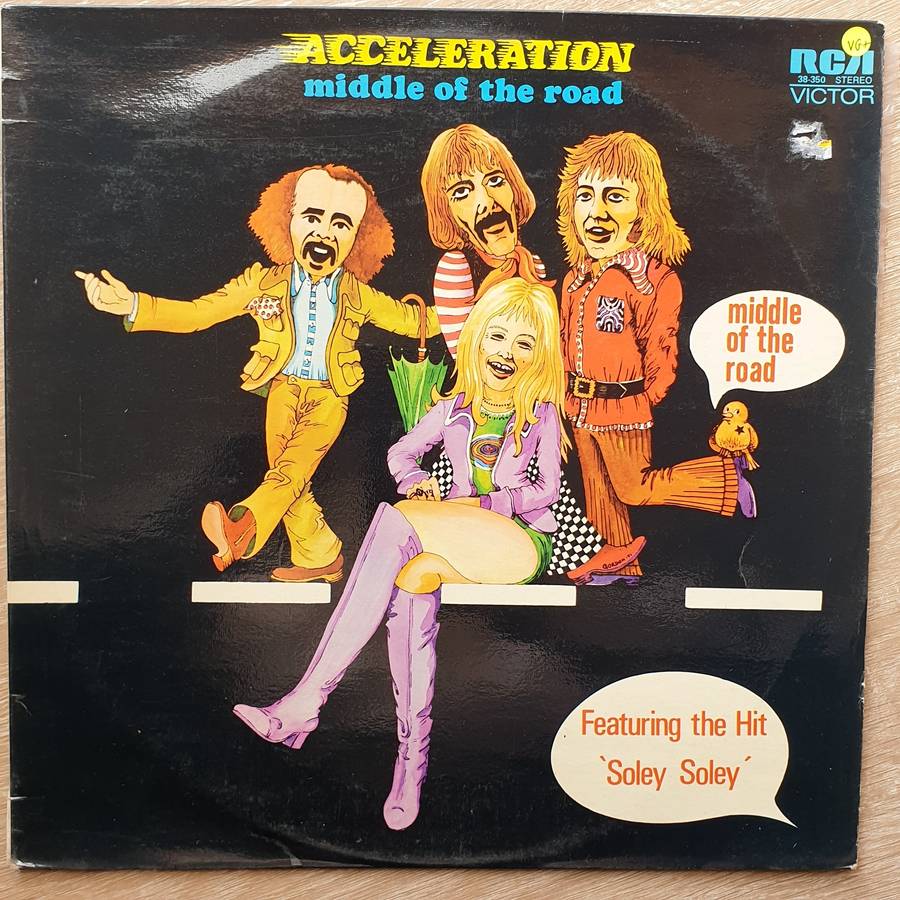 ACCELERATION
middle of the road
VG+
RCA
38-350 STEREO
VICTOR
middle
of the
road
Featuring the Hit
`Soley Soley´